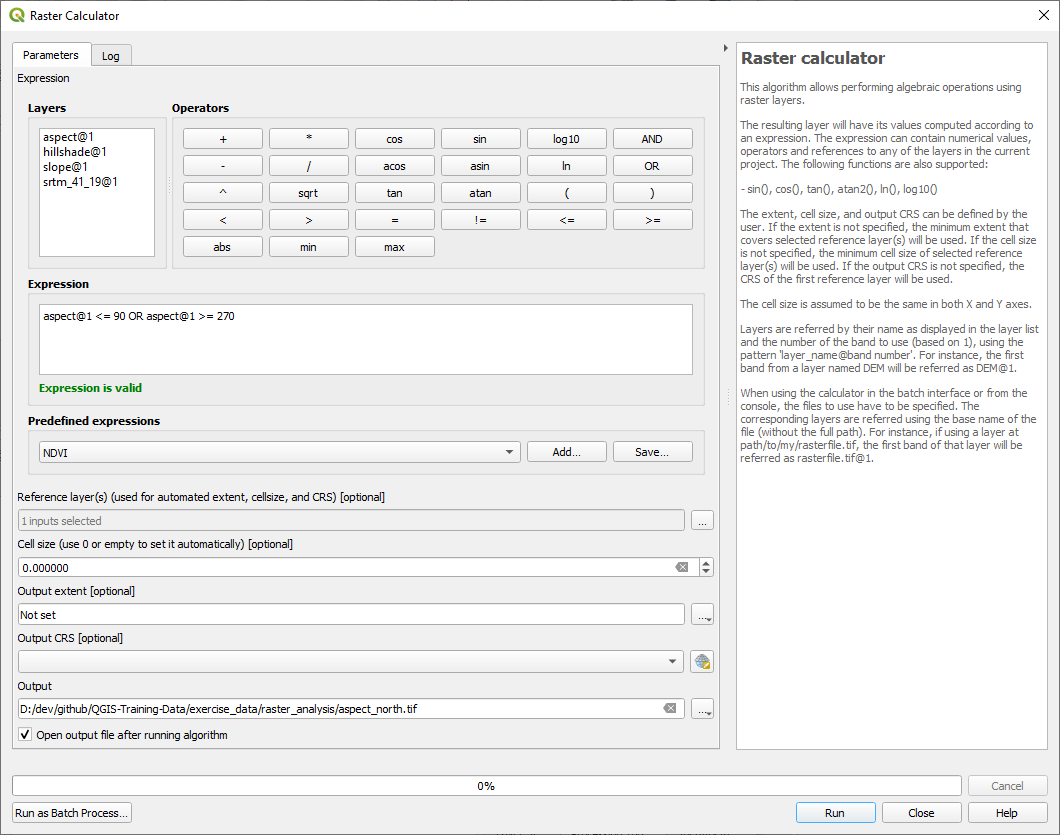 Raster Calculator
Parameters
Log
Expression
Layers
aspect@1
hillshade@1
slope@1
srtm_41_19@1
Operators
+ * cos sin log10 AND
- / acos asin ln OR
^ sqrt tan atan ( )
< > = != <= >=
abs min max
Expression
aspect@1 <= 90 OR aspect@1 >= 270
Expression is valid
Predefined expressions
NDVI
Add...
Save...
Reference layer(s) (used for automated extent, cellsize, and CRS) [optional]
1 inputs selected
...
Cell size (use 0 or empty to set it automatically) [optional]
0.000000
Output extent [optional]
Not set
...
Output CRS [optional]
Output
D:/dev/github/QGIS-Training-Data/exercise_data/raster_analysis/aspect_north.tif
...
Open output file after running algorithm
Raster calculator
This algorithm allows performing algebraic operations using
raster layers.
The resulting layer will have its values computed according to
an expression. The expression can contain numerical values,
operators and references to any of the layers in the current
project. The following functions are also supported:
- sin(), cos(), tan(), atan2(), ln(), log10()
The extent, cell size, and output CRS can be defined by the
user. If the extent is not specified, the minimum extent that
covers selected reference layer(s) will be used. If the cell size
is not specified, the minimum cell size of selected reference
layer(s) will be used. If the output CRS is not specified, the
CRS of the first reference layer will be used.
The cell size is assumed to be the same in both X and Y axes.
Layers are referred by their name as displayed in the layer list
and the number of the band to use (based on 1), using the
pattern 'layer_name@band number'. For instance, the first
band from a layer named DEM will be referred as DEM@1.
When using the calculator in the batch interface or from the
console, the files to use have to be specified. The
corresponding layers are referred using the base name of the
file (without the full path). For instance, if using a layer at
path/to/my/rasterfile.tif, the first band of that layer will be
referred as rasterfile.tif@1.
0%
Cancel
Run as Batch Process...
Run
Close
Help